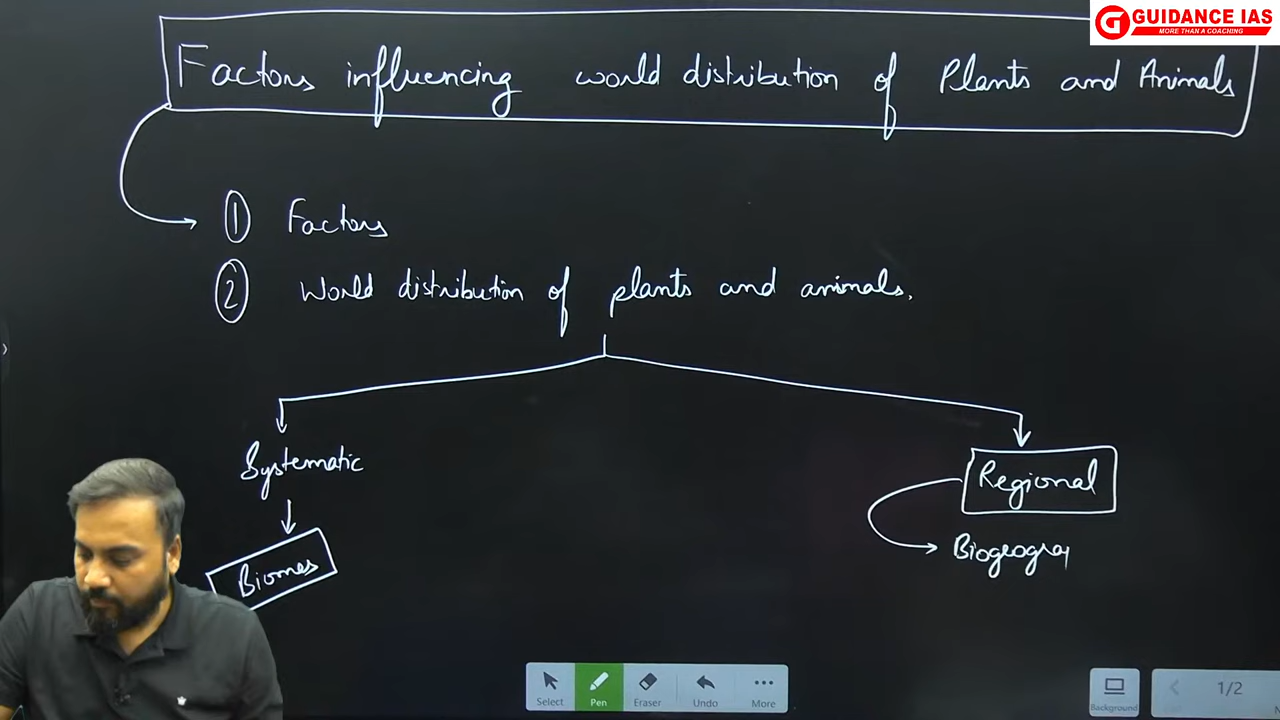 GUIDANCE IAS
MORE THAN A COACHING
Factors influencing world distribution of Plants and Animals
1 Factors
2 World distribution of plants and animals.
Systematic
Regional
Biomes
Biogeogra
Select
Pen
Eraser
Undo
More
Background
1/2